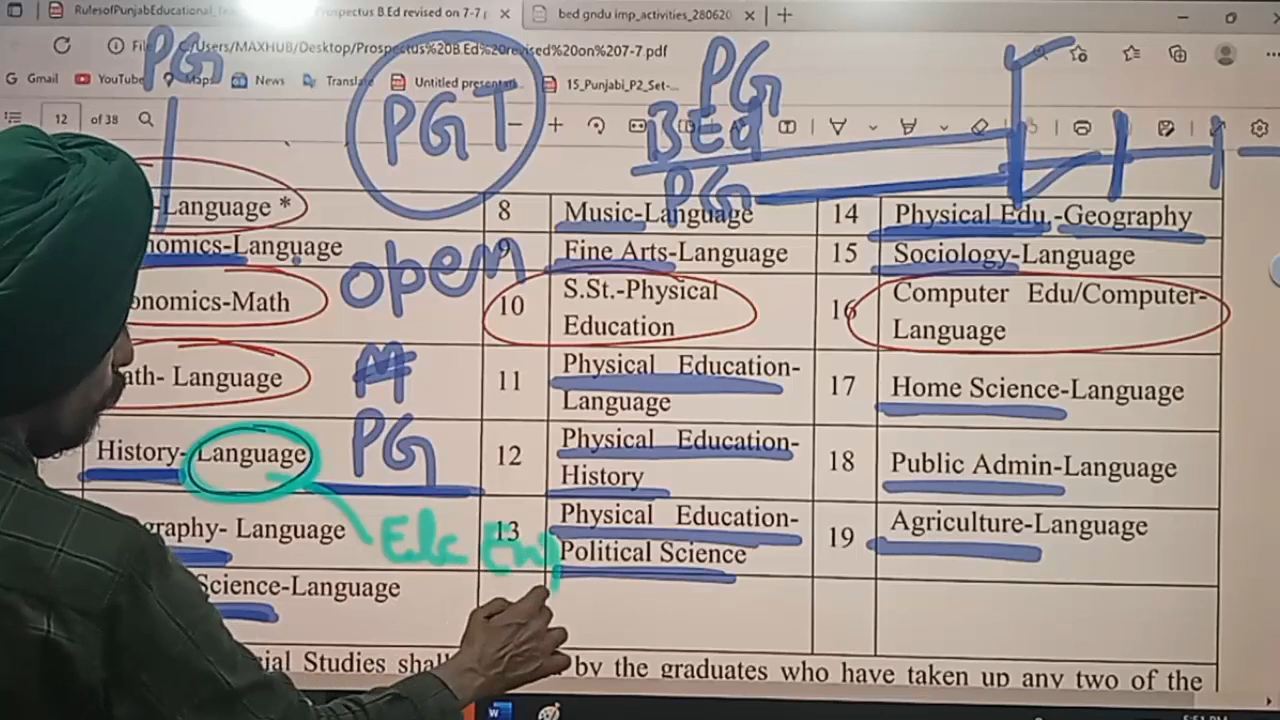 RulesofPunjabEducational_
Prospectus B.Ed revised on 7-7
bed gndu imp_activities_280620
C:/Users/MAXHUB/Desktop/Prospectus%20B.Ed%20revised%20on%207-7.pdf
Gmail YouTube Maps News Translate Untitled presentat... 15_Punjabi_P2_Set-...
12 of 38
PG
PGT
PG
BEd
PG
-Language *
8 Music-Language 14 Physical Edu.-Geography
nomics-Language
9 Fine Arts-Language 15 Sociology-Language
open
onomics-Math
10 S.St.-Physical Education 16 Computer Edu/Computer-Language
ath- Language
M
11 Physical Education-Language 17 Home Science-Language
History- Language
PG
12 Physical Education-History 18 Public Admin-Language
graphy- Language
13 Physical Education-Political Science 19 Agriculture-Language
Science-Language
ial Studies shall by the graduates who have taken up any two of the